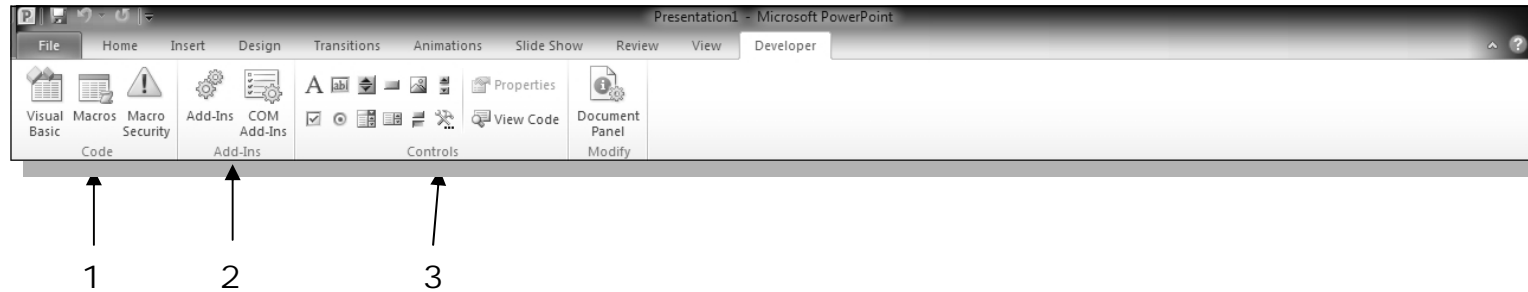 P
Presentation1 - Microsoft PowerPoint
File Home Insert Design Transitions Animations Slide Show Review View Developer
A ab Properties
Visual Macros Macro Add-Ins COM View Code Document
Basic Security Add-Ins Panel
Code Add-Ins Controls Modify
1 2 3